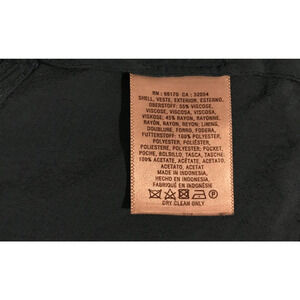 RN : 66170 CA : 32054
SHELL, VESTE, EXTERIOR, ESTERNO,
OBERSTOFF: 55% VISCOSE,
VISCOSE, VISCOSA, VISCOSA,
VISKOSE; 45% RAYON, RAYONNE,
RAYON, RAYON, REYON; LINING,
DOUBLURE, FORRO, FODERA,
FUTTERSTOFF: 100% POLYESTER,
POLYESTER, POLIÉSTER,
POLIESTERE, POLYESTER; POCKET,
POCHE, BOLSILLO, TASCA, TASCHE:
100% ACETATE, ACÉTATE, ACETATO,
ACETATO, ACETAT
MADE IN INDONESIA
HECHO EN INDONESIA
FABRIQUÉ EN INDONÉSIE
DRY CLEAN ONLY